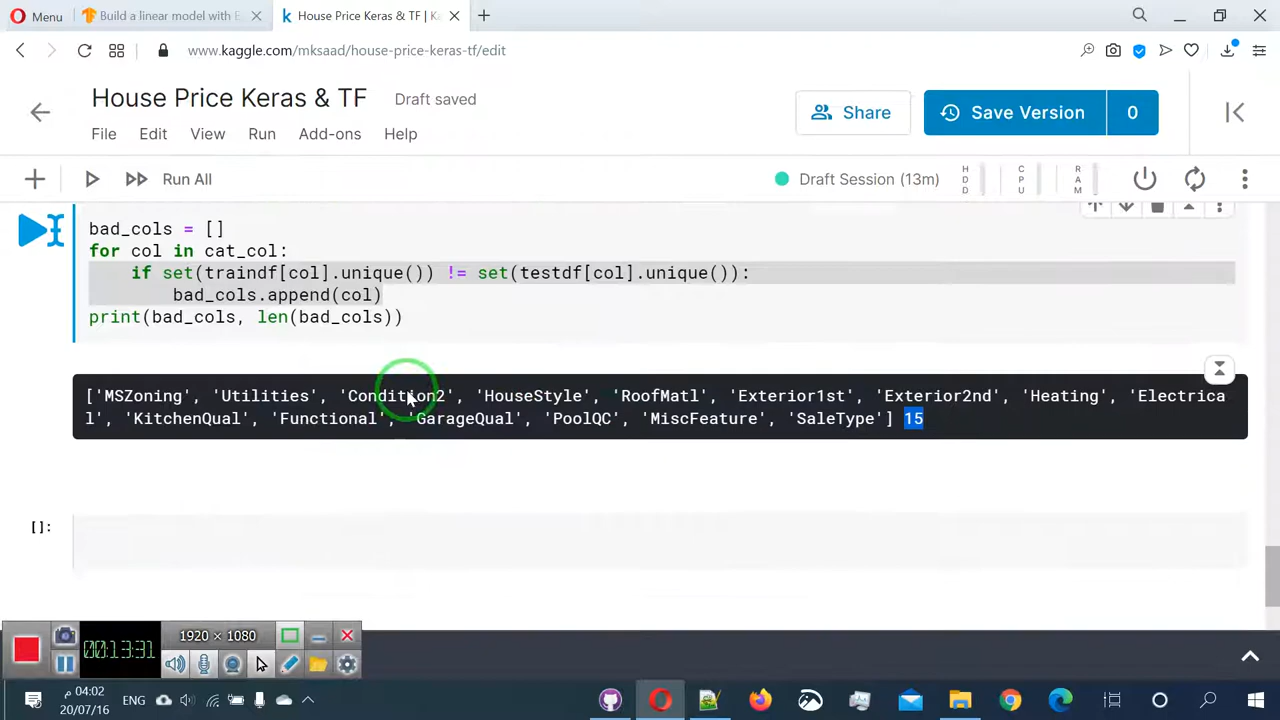 Menu
Build a linear model with E
House Price Keras & TF | K
www.kaggle.com/mksaad/house-price-keras-tf/edit
House Price Keras & TF
Draft saved
Share
Save Version
0
File
Edit
View
Run
Add-ons
Help
Run All
Draft Session (13m)
HDD
CPU
RAM
bad_cols = []
for col in cat_col:
if set(traindf[col].unique()) != set(testdf[col].unique()):
bad_cols.append(col)
print(bad_cols, len(bad_cols))
['MSZoning', 'Utilities', 'Condition2', 'HouseStyle', 'RoofMatl', 'Exterior1st', 'Exterior2nd', 'Heating', 'Electrica
l', 'KitchenQual', 'Functional', 'GarageQual', 'PoolQC', 'MiscFeature', 'SaleType'] 15
[]:
00:13:31
1920 × 1080
04:02 م
ENG
20/07/16